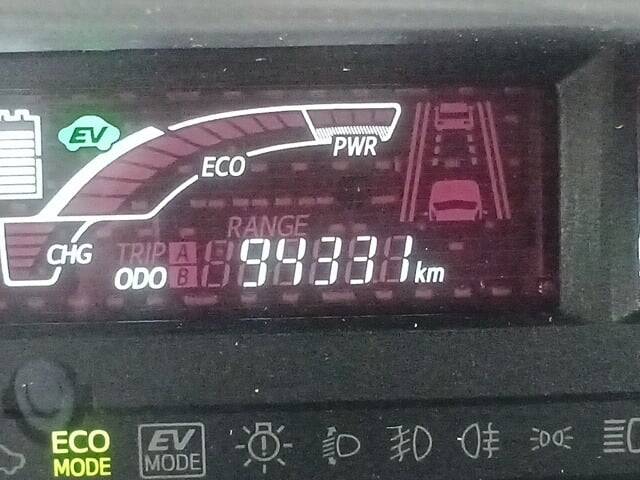 EV
PWR
ECO
RANGE
CHG
TRIP A
ODO B 94331 km
ECO MODE
EV MODE